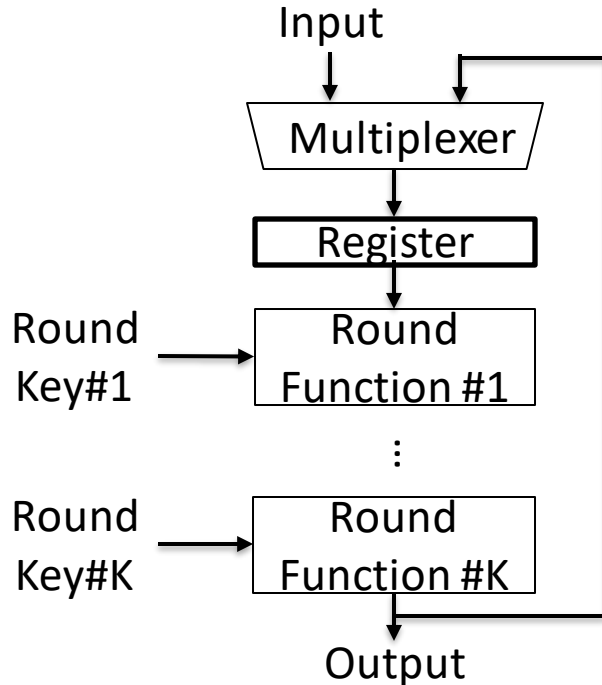 Input
Multiplexer
Register
Round
Key#1
Round
Function #1
...
Round
Key#K
Round
Function #K
Output